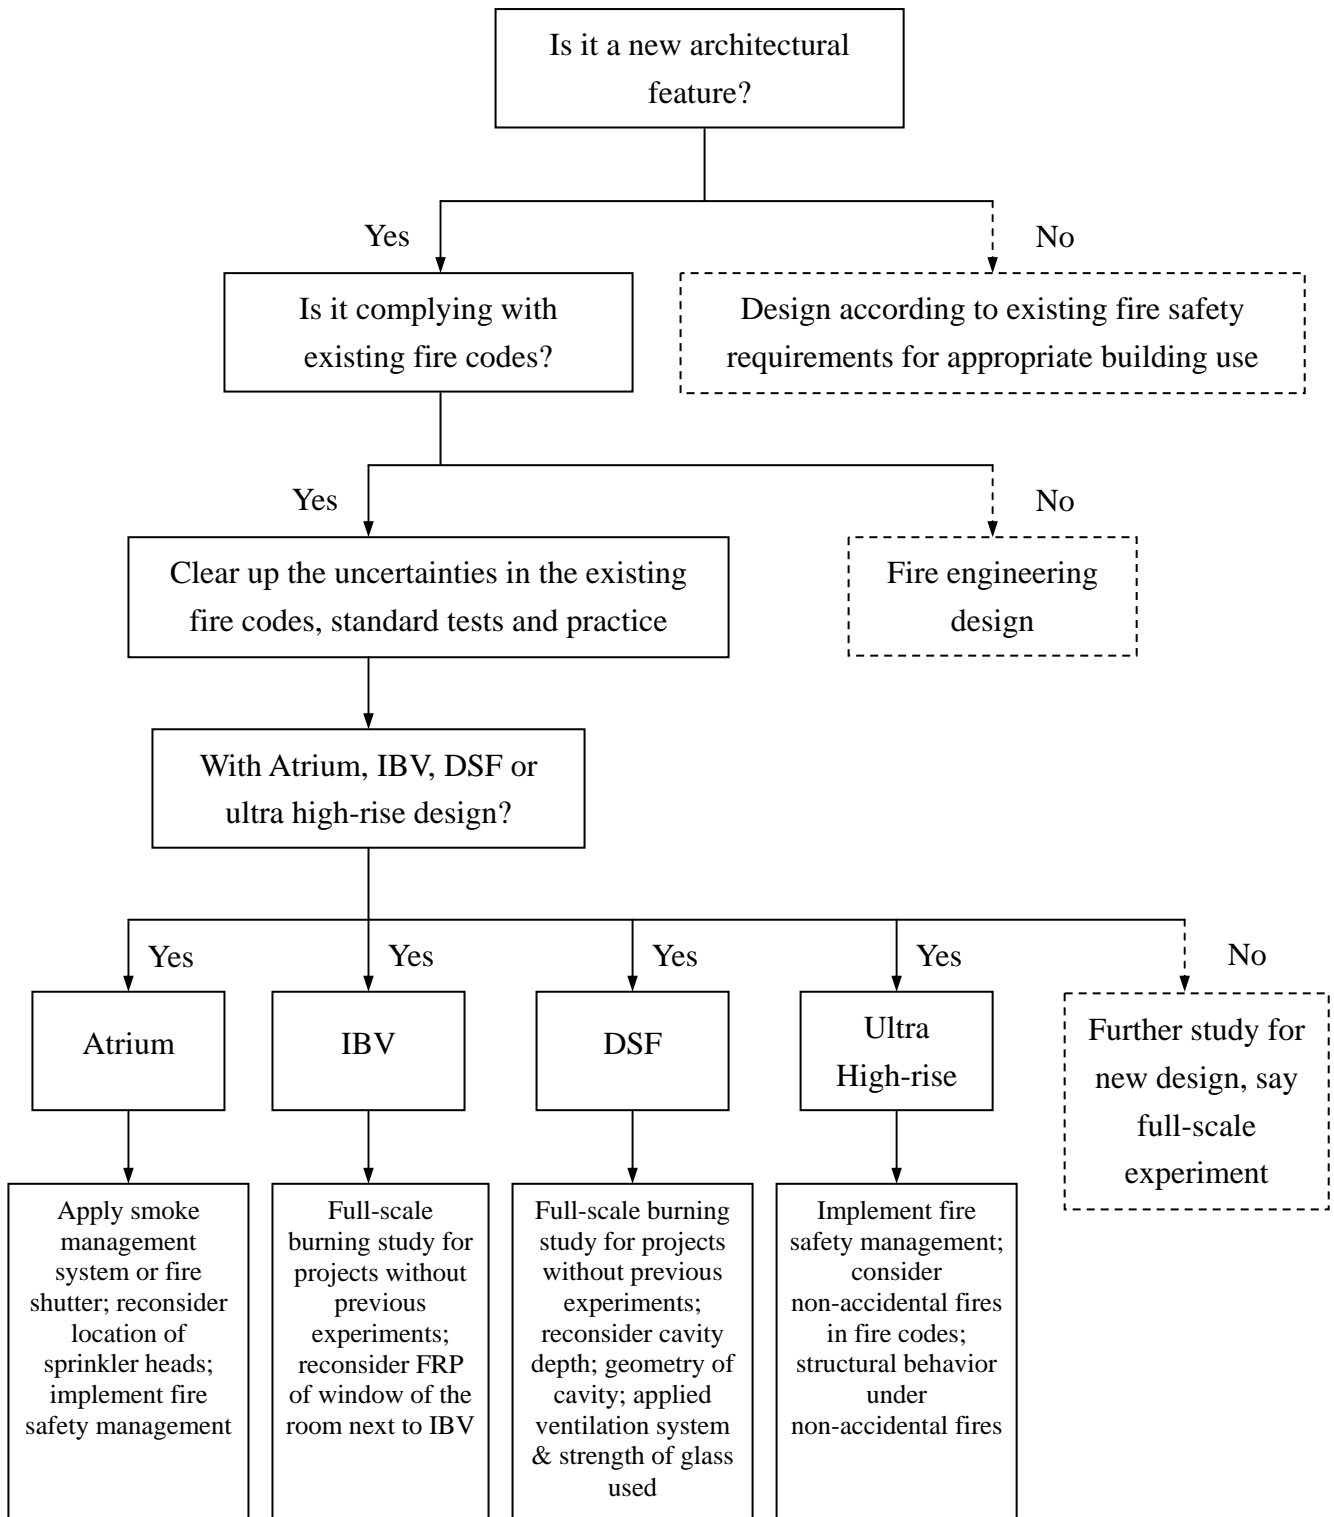 Is it a new architectural
feature?
Yes
No
Is it complying with
existing fire codes?
Design according to existing fire safety
requirements for appropriate building use
Yes
No
Clear up the uncertainties in the existing
fire codes, standard tests and practice
Fire engineering
design
With Atrium, IBV, DSF or
ultra high-rise design?
Yes
Yes
Yes
Yes
No
Atrium
IBV
DSF
Ultra
High-rise
Further study for
new design, say
full-scale
experiment
Apply smoke
management
system or fire
shutter; reconsider
location of
sprinkler heads;
implement fire
safety management
Full-scale
burning study for
projects without
previous
experiments;
reconsider FRP
of window of the
room next to IBV
Full-scale burning
study for projects
without previous
experiments;
reconsider cavity
depth; geometry of
cavity; applied
ventilation system
& strength of glass
used
Implement fire
safety management;
consider
non-accidental fires
in fire codes;
structural behavior
under
non-accidental fires